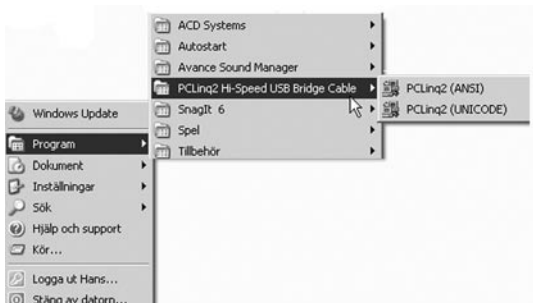 Windows Update
Program
Dokument
Inställningar
Sök
Hjälp och support
Kör...
Logga ut Hans...
Stäng av datorn...
ACD Systems
Autostart
Avance Sound Manager
PCLinq2 Hi-Speed USB Bridge Cable
SnagIt 6
Spel
Tillbehör
PCLinq2 (ANSI)
PCLinq2 (UNICODE)